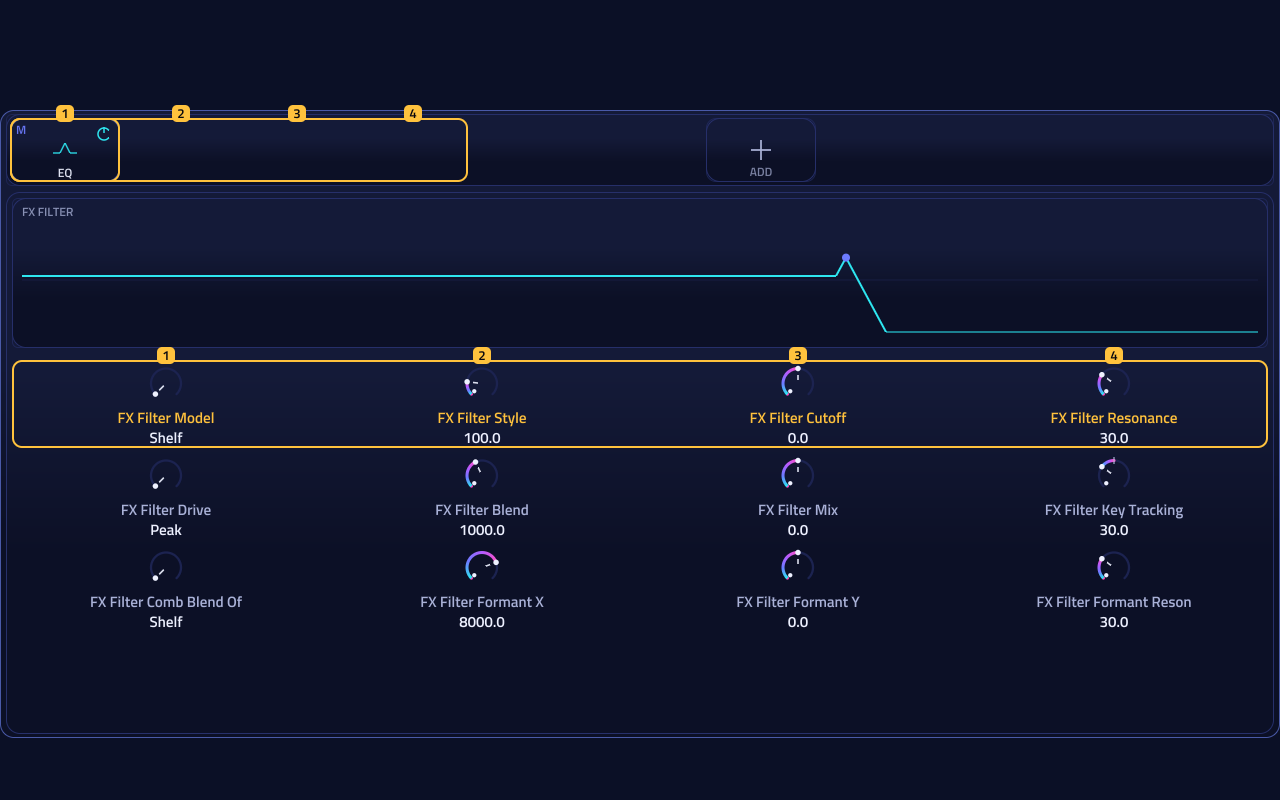 1 2 3 4
M
EQ
ADD
FX FILTER
1 2 3 4
FX Filter Model FX Filter Style FX Filter Cutoff FX Filter Resonance
Shelf 100.0 0.0 30.0
FX Filter Drive FX Filter Blend FX Filter Mix FX Filter Key Tracking
Peak 1000.0 0.0 30.0
FX Filter Comb Blend Of FX Filter Formant X FX Filter Formant Y FX Filter Formant Reson
Shelf 8000.0 0.0 30.0